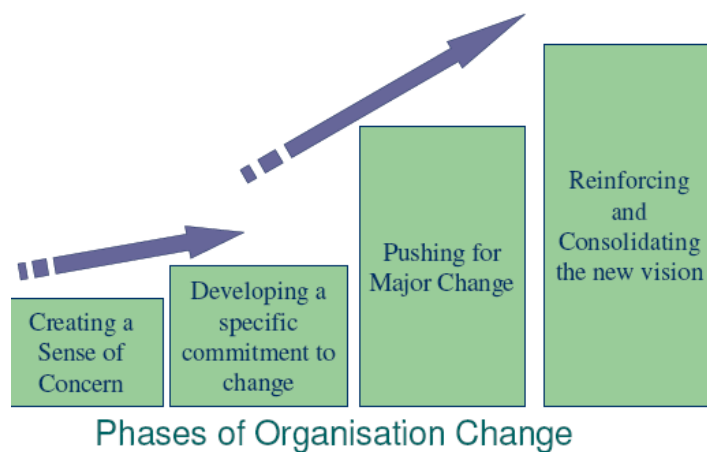 Creating a
Sense of
Concern
Developing a
specific
commitment to
change
Pushing for
Major Change
Reinforcing
and
Consolidating
the new vision
Phases of Organisation Change